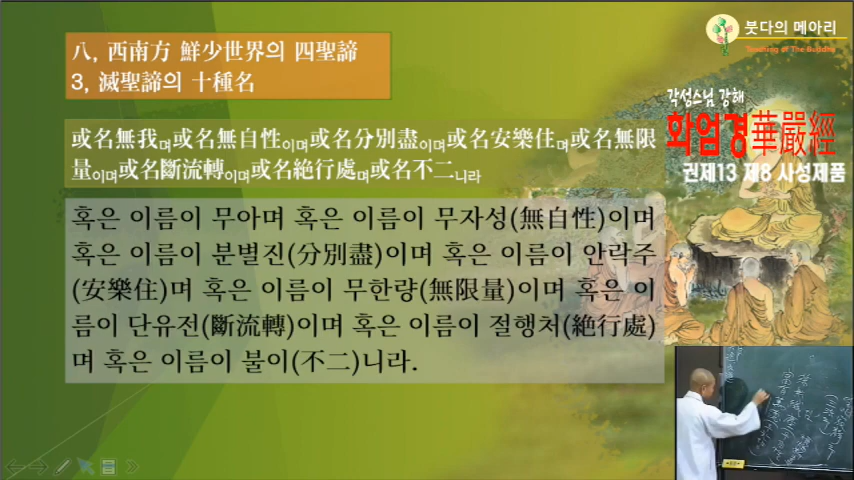 八, 西南方 鮮少世界의 四聖諦
3, 滅聖諦의 十種名
붓다의 메아리
Teaching of The Buddha
각성스님 강해
화엄경華嚴經
권제13 제8 사성제품
或名無我며或名無自性이며或名分別盡이며或名安樂住며或名無限
量이며或名斷流轉이며或名絶行處며或名不二니라
혹은 이름이 무아며 혹은 이름이 무자성(無自性)이며
혹은 이름이 분별진(分別盡)이며 혹은 이름이 안락주
(安樂住)며 혹은 이름이 무한량(無限量)이며 혹은 이
름이 단유전(斷流轉)이며 혹은 이름이 절행처(絶行處)
며 혹은 이름이 불이(不二)니라.